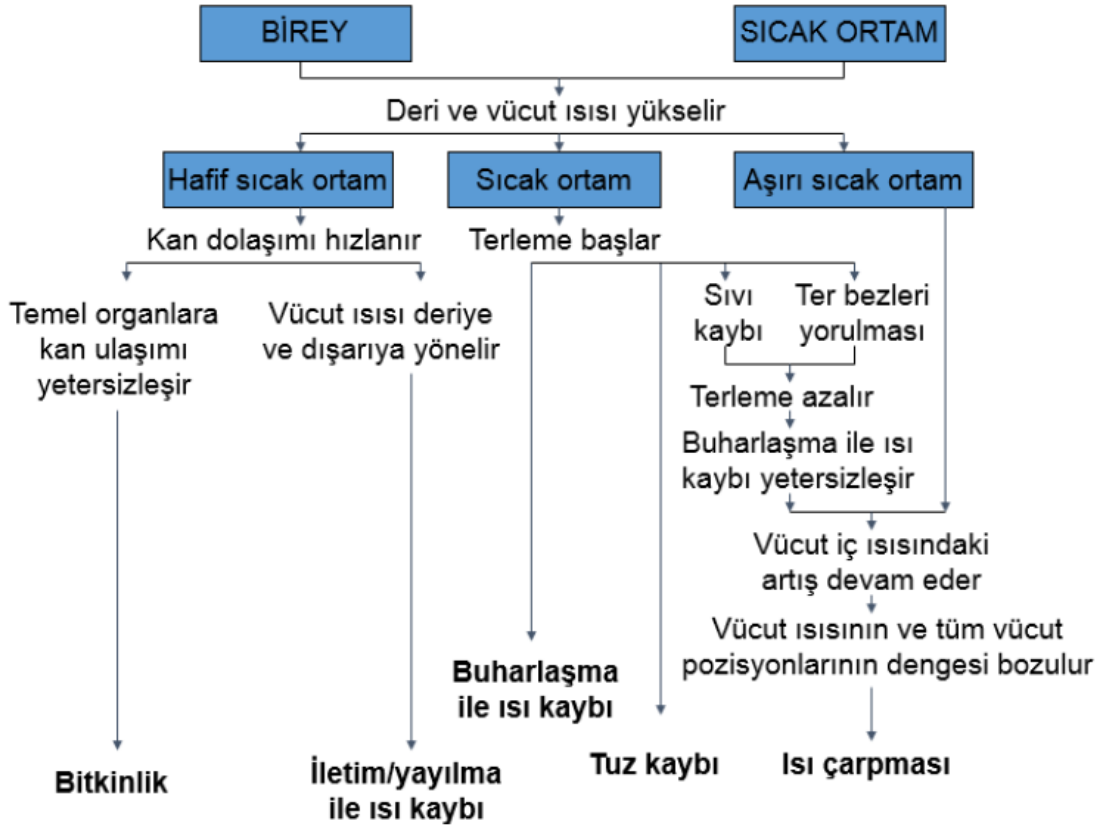 BİREY
SICAK ORTAM
Deri ve vücut ısısı yükselir
Hafif sıcak ortam
Sıcak ortam
Aşırı sıcak ortam
Kan dolaşımı hızlanır
Terleme başlar
Temel organlara
kan ulaşımı
yetersizleşir
Vücut ısısı deriye
ve dışarıya yönelir
Sıvı
kaybı
Ter bezleri
yorulması
Terleme azalır
Buharlaşma ile ısı
kaybı yetersizleşir
Vücut iç ısısındaki
artış devam eder
Vücut ısısının ve tüm vücut
pozisyonlarının dengesi bozulur
Buharlaşma
ile ısı kaybı
Bitkinlik
İletim/yayılma
ile ısı kaybı
Tuz kaybı
Isı çarpması